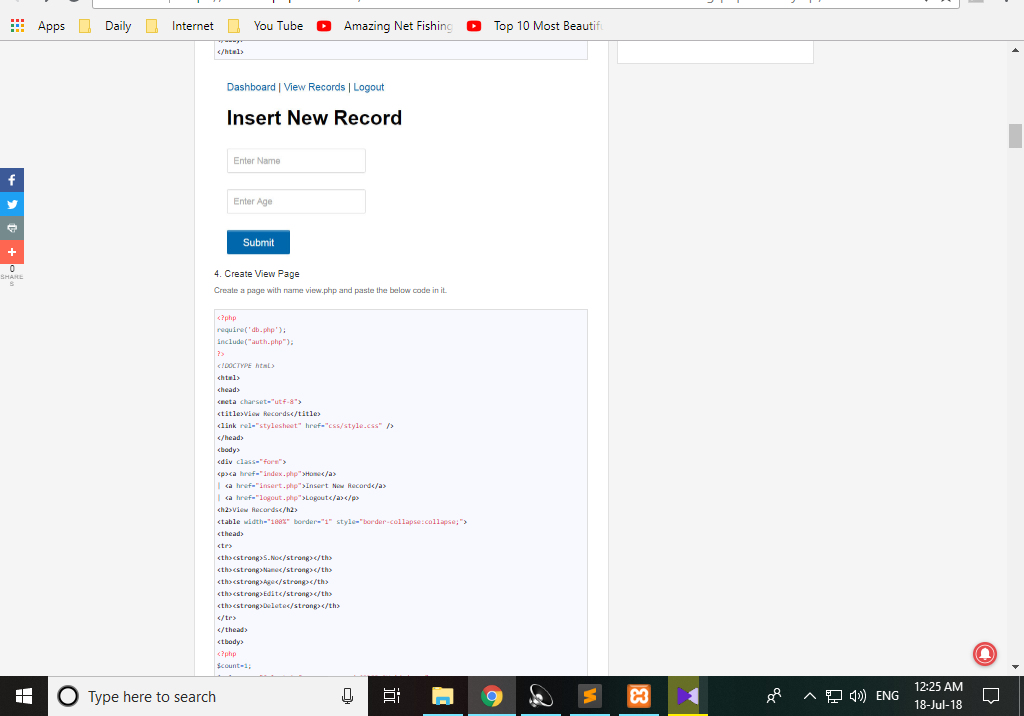 Apps Daily Internet You Tube Amazing Net Fishing Top 10 Most Beautif
</html>
Dashboard | View Records | Logout
Insert New Record
Enter Name
Enter Age
Submit
0
SHARE
S
4. Create View Page
Create a page with name view.php and paste the below code in it.
<?php
require('db.php');
include("auth.php");
?>
<!DOCTYPE html>
<html>
<head>
<meta charset="utf-8">
<title>View Records</title>
<link rel="stylesheet" href="css/style.css" />
</head>
<body>
<div class="form">
<p><a href="index.php">Home</a>
| <a href="insert.php">Insert New Record</a>
| <a href="logout.php">Logout</a></p>
<h2>View Records</h2>
<table width="100%" border="1" style="border-collapse:collapse;">
<thead>
<tr>
<th><strong>S.No</strong></th>
<th><strong>Name</strong></th>
<th><strong>Age</strong></th>
<th><strong>Edit</strong></th>
<th><strong>Delete</strong></th>
</tr>
</thead>
<tbody>
<?php
$count=1;
Type here to search
ENG
12:25 AM
18-Jul-18